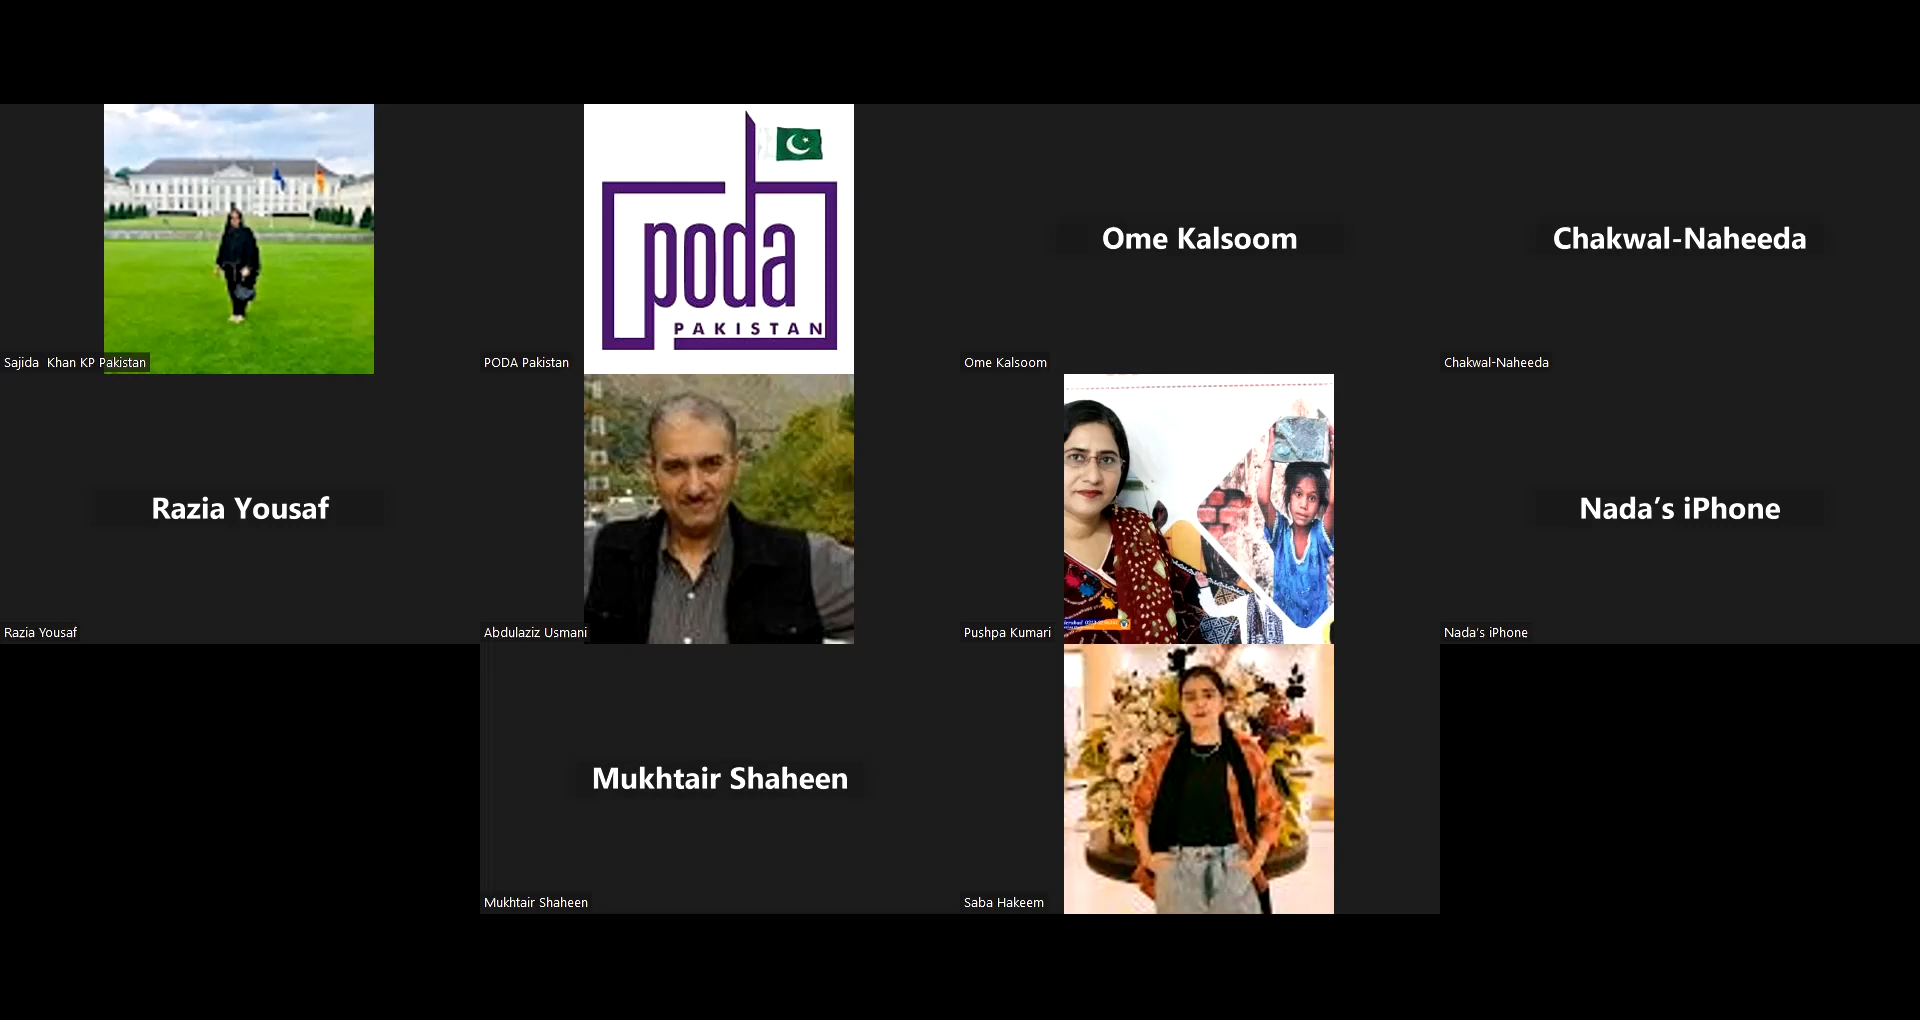 poda
PAKISTAN
Ome Kalsoom
Chakwal-Naheeda
Sajida  Khan KP Pakistan
PODA Pakistan
Ome Kalsoom
Chakwal-Naheeda
Razia Yousaf
Nada’s iPhone
Razia Yousaf
Abdulaziz Usmani
Pushpa Kumari
Nada's iPhone
Mukhtair Shaheen
Mukhtair Shaheen
Saba Hakeem